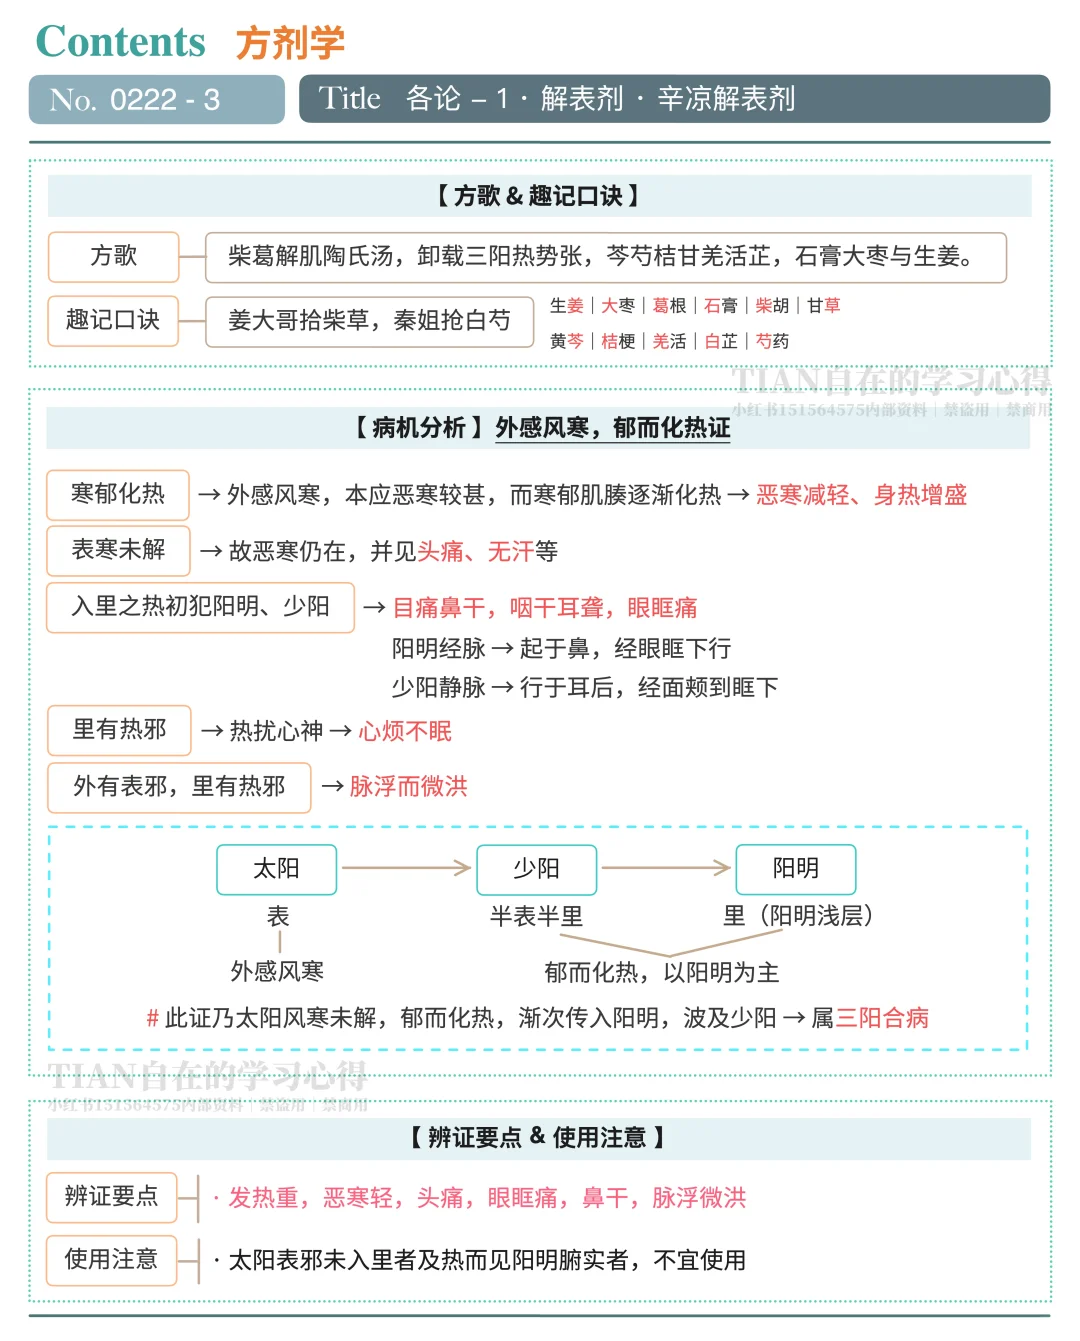 Contents 方剂学
No. 0222 - 3
Title 各论 – 1 · 解表剂 · 辛凉解表剂
【 方歌 & 趣记口诀 】
方歌
柴葛解肌陶氏汤，卸载三阳热势张，芩芍桔甘羌活芷，石膏大枣与生姜。
趣记口诀
姜大哥拾柴草，秦姐抢白芍
生姜｜大枣｜葛根｜石膏｜柴胡｜甘草
黄芩｜桔梗｜羌活｜白芷｜芍药
TIAN自在的学习心得
小红书151564575内部资料｜禁盗用｜禁商用
【 病机分析 】外感风寒，郁而化热证
寒郁化热 → 外感风寒，本应恶寒较甚，而寒郁肌腠逐渐化热 → 恶寒减轻、身热增盛
表寒未解 → 故恶寒仍在，并见头痛、无汗等
入里之热初犯阳明、少阳 → 目痛鼻干，咽干耳聋，眼眶痛
阳明经脉 → 起于鼻，经眼眶下行
少阳静脉 → 行于耳后，经面颊到眶下
里有热邪 → 热扰心神 → 心烦不眠
外有表邪，里有热邪 → 脉浮而微洪
太阳 少阳 阳明
表 半表半里 里（阳明浅层）
外感风寒 郁而化热，以阳明为主
# 此证乃太阳风寒未解，郁而化热，渐次传入阳明，波及少阳 → 属三阳合病
TIAN自在的学习心得
小红书151564575内部资料｜禁盗用｜禁商用
【 辨证要点 & 使用注意 】
辨证要点
· 发热重，恶寒轻，头痛，眼眶痛，鼻干，脉浮微洪
使用注意
· 太阳表邪未入里者及热而见阳明腑实者，不宜使用